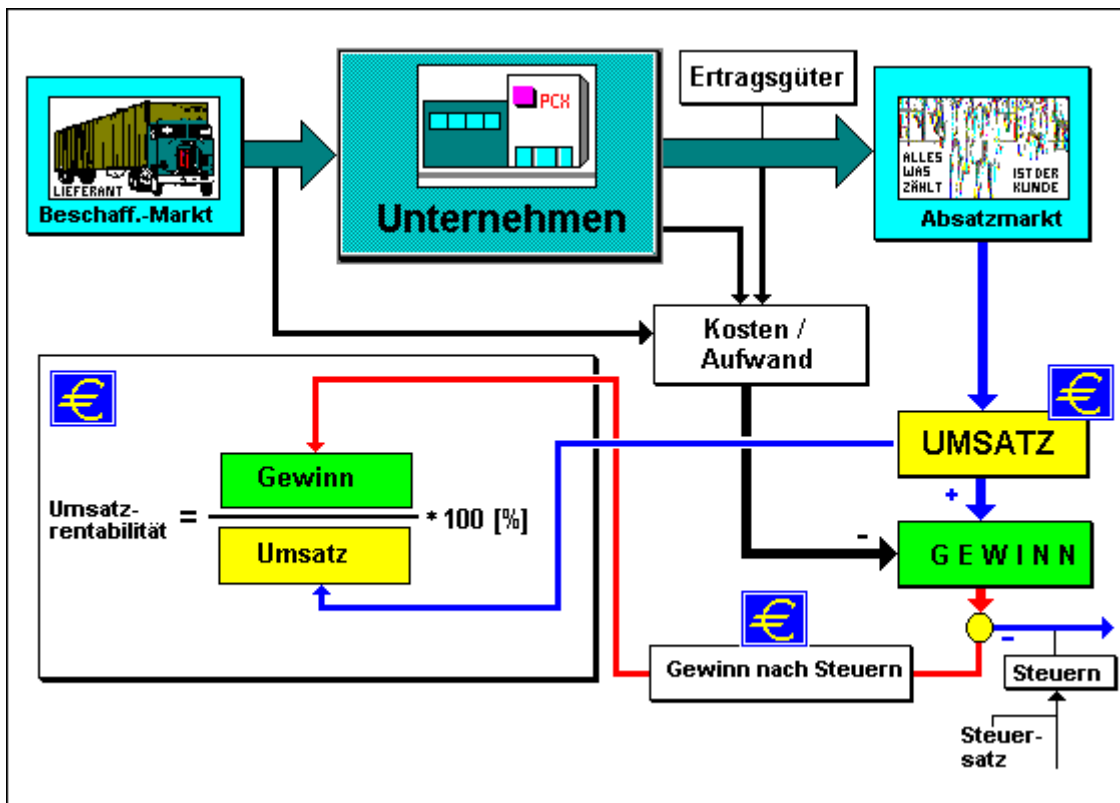 Ertragsgüter
PCX
LIEFERANT
Beschaff.-Markt
Unternehmen
ALLES
WAS
ZÄHLT
IST DER
KUNDE
Absatzmarkt
Kosten /
Aufwand
€
€
UMSATZ
Gewinn
+
Umsatz-
rentabilität
=
* 100 [%]
-
Umsatz
G E W I N N
€
-
Gewinn nach Steuern
Steuern
Steuer-
satz